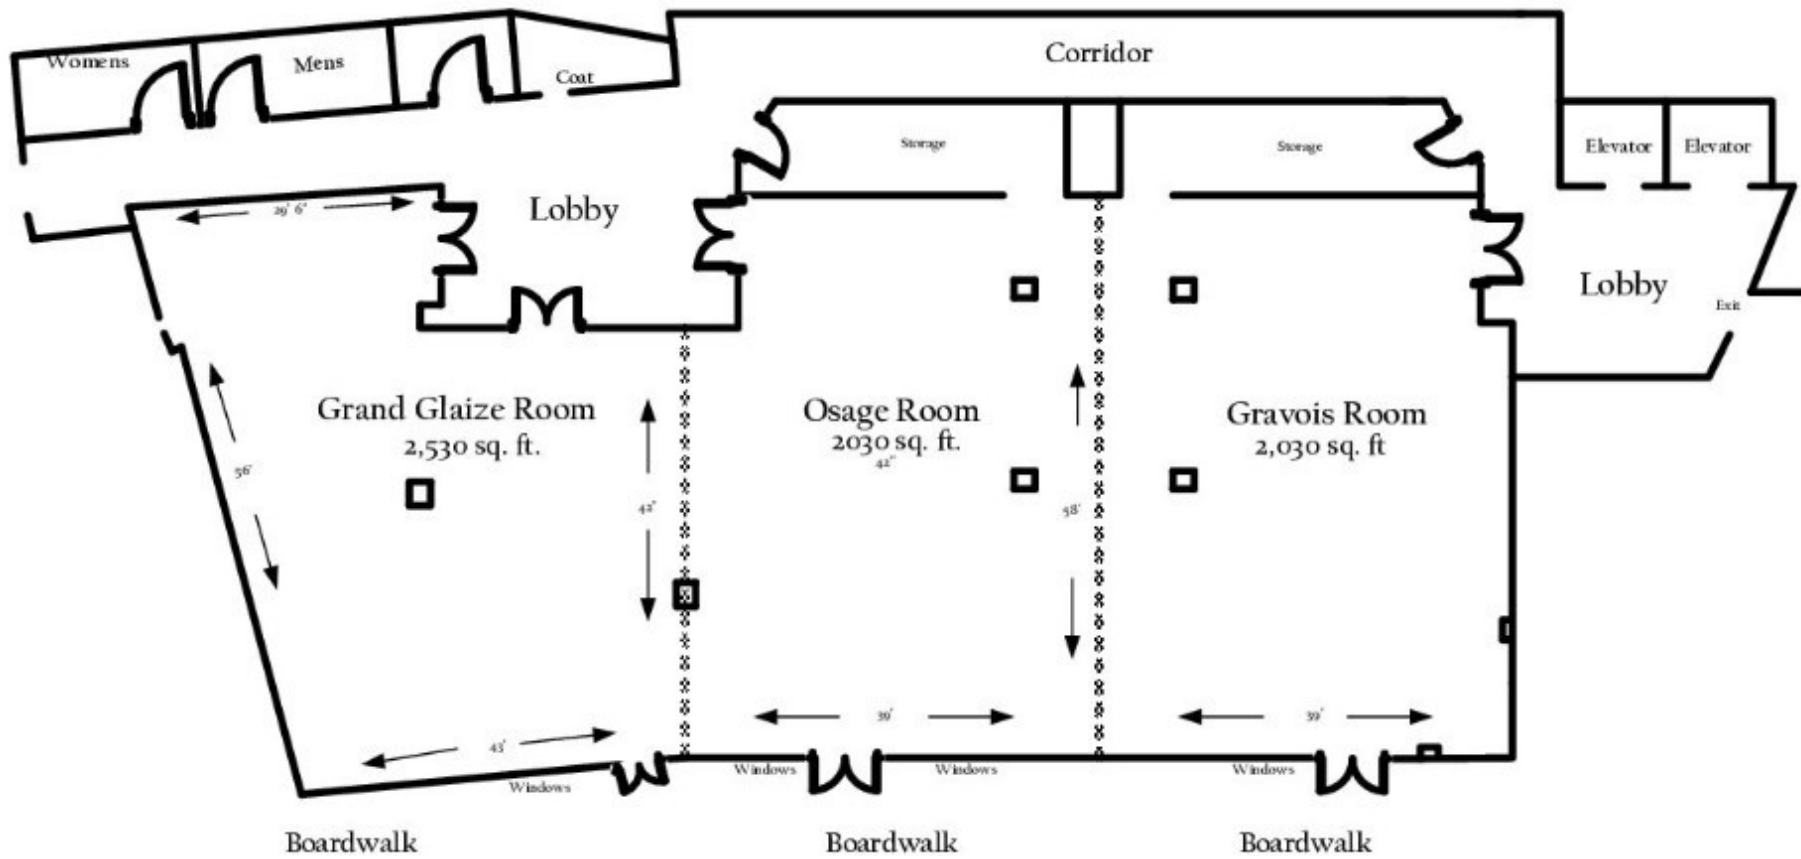 Womens
Mens
Coat
Corridor
Storage
Storage
Elevator
Elevator
29' 6"
Lobby
Lobby
Exit
Grand Glaize Room
2,530 sq. ft.
Osage Room
2030 sq. ft.
42"
Gravois Room
2,030 sq. ft
56'
42'
58'
43'
39'
39'
Windows
Windows
Windows
Windows
Boardwalk
Boardwalk
Boardwalk